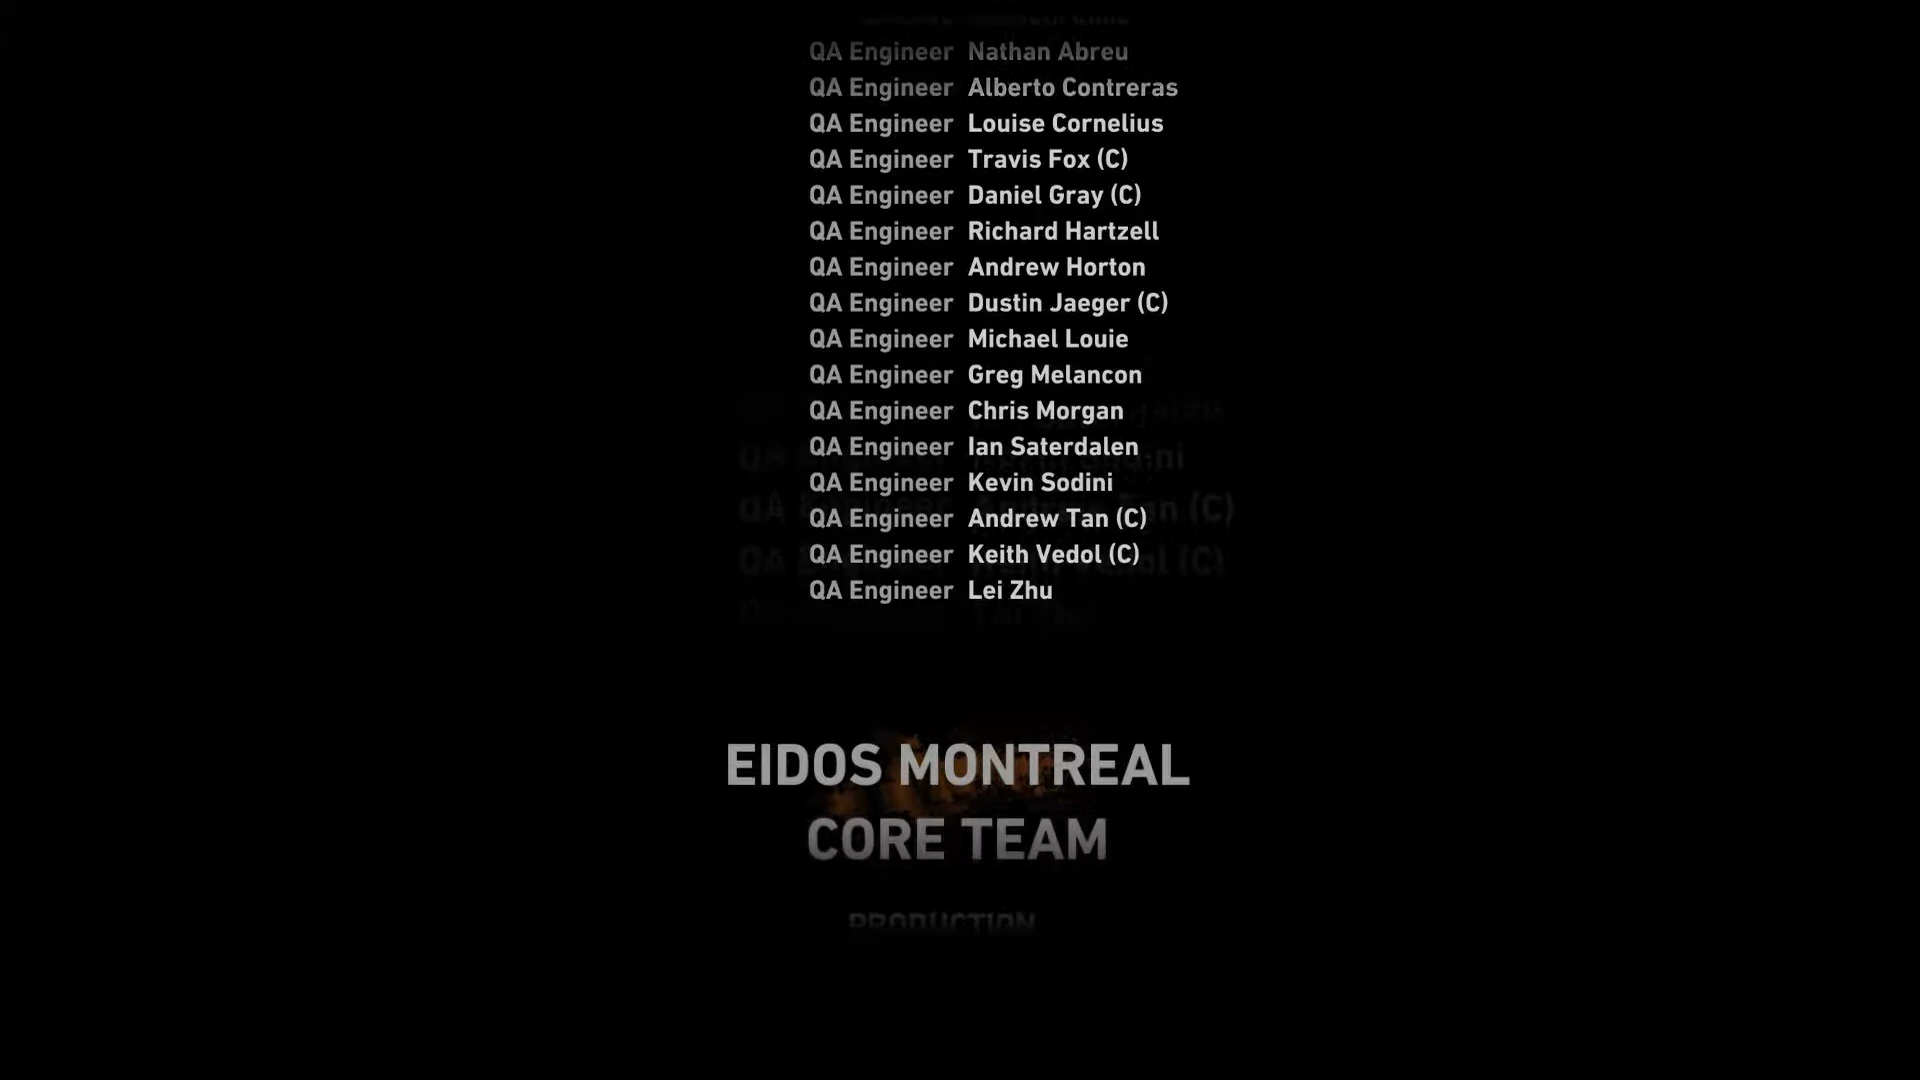 QA Engineer Nathan Abreu
QA Engineer Alberto Contreras
QA Engineer Louise Cornelius
QA Engineer Travis Fox (C)
QA Engineer Daniel Gray (C)
QA Engineer Richard Hartzell
QA Engineer Andrew Horton
QA Engineer Dustin Jaeger (C)
QA Engineer Michael Louie
QA Engineer Greg Melancon
QA Engineer Chris Morgan
QA Engineer Ian Saterdalen
QA Engineer Kevin Sodini
QA Engineer Andrew Tan (C)
QA Engineer Keith Vedol (C)
QA Engineer Lei Zhu
EIDOS MONTREAL
CORE TEAM
PRODUCTION